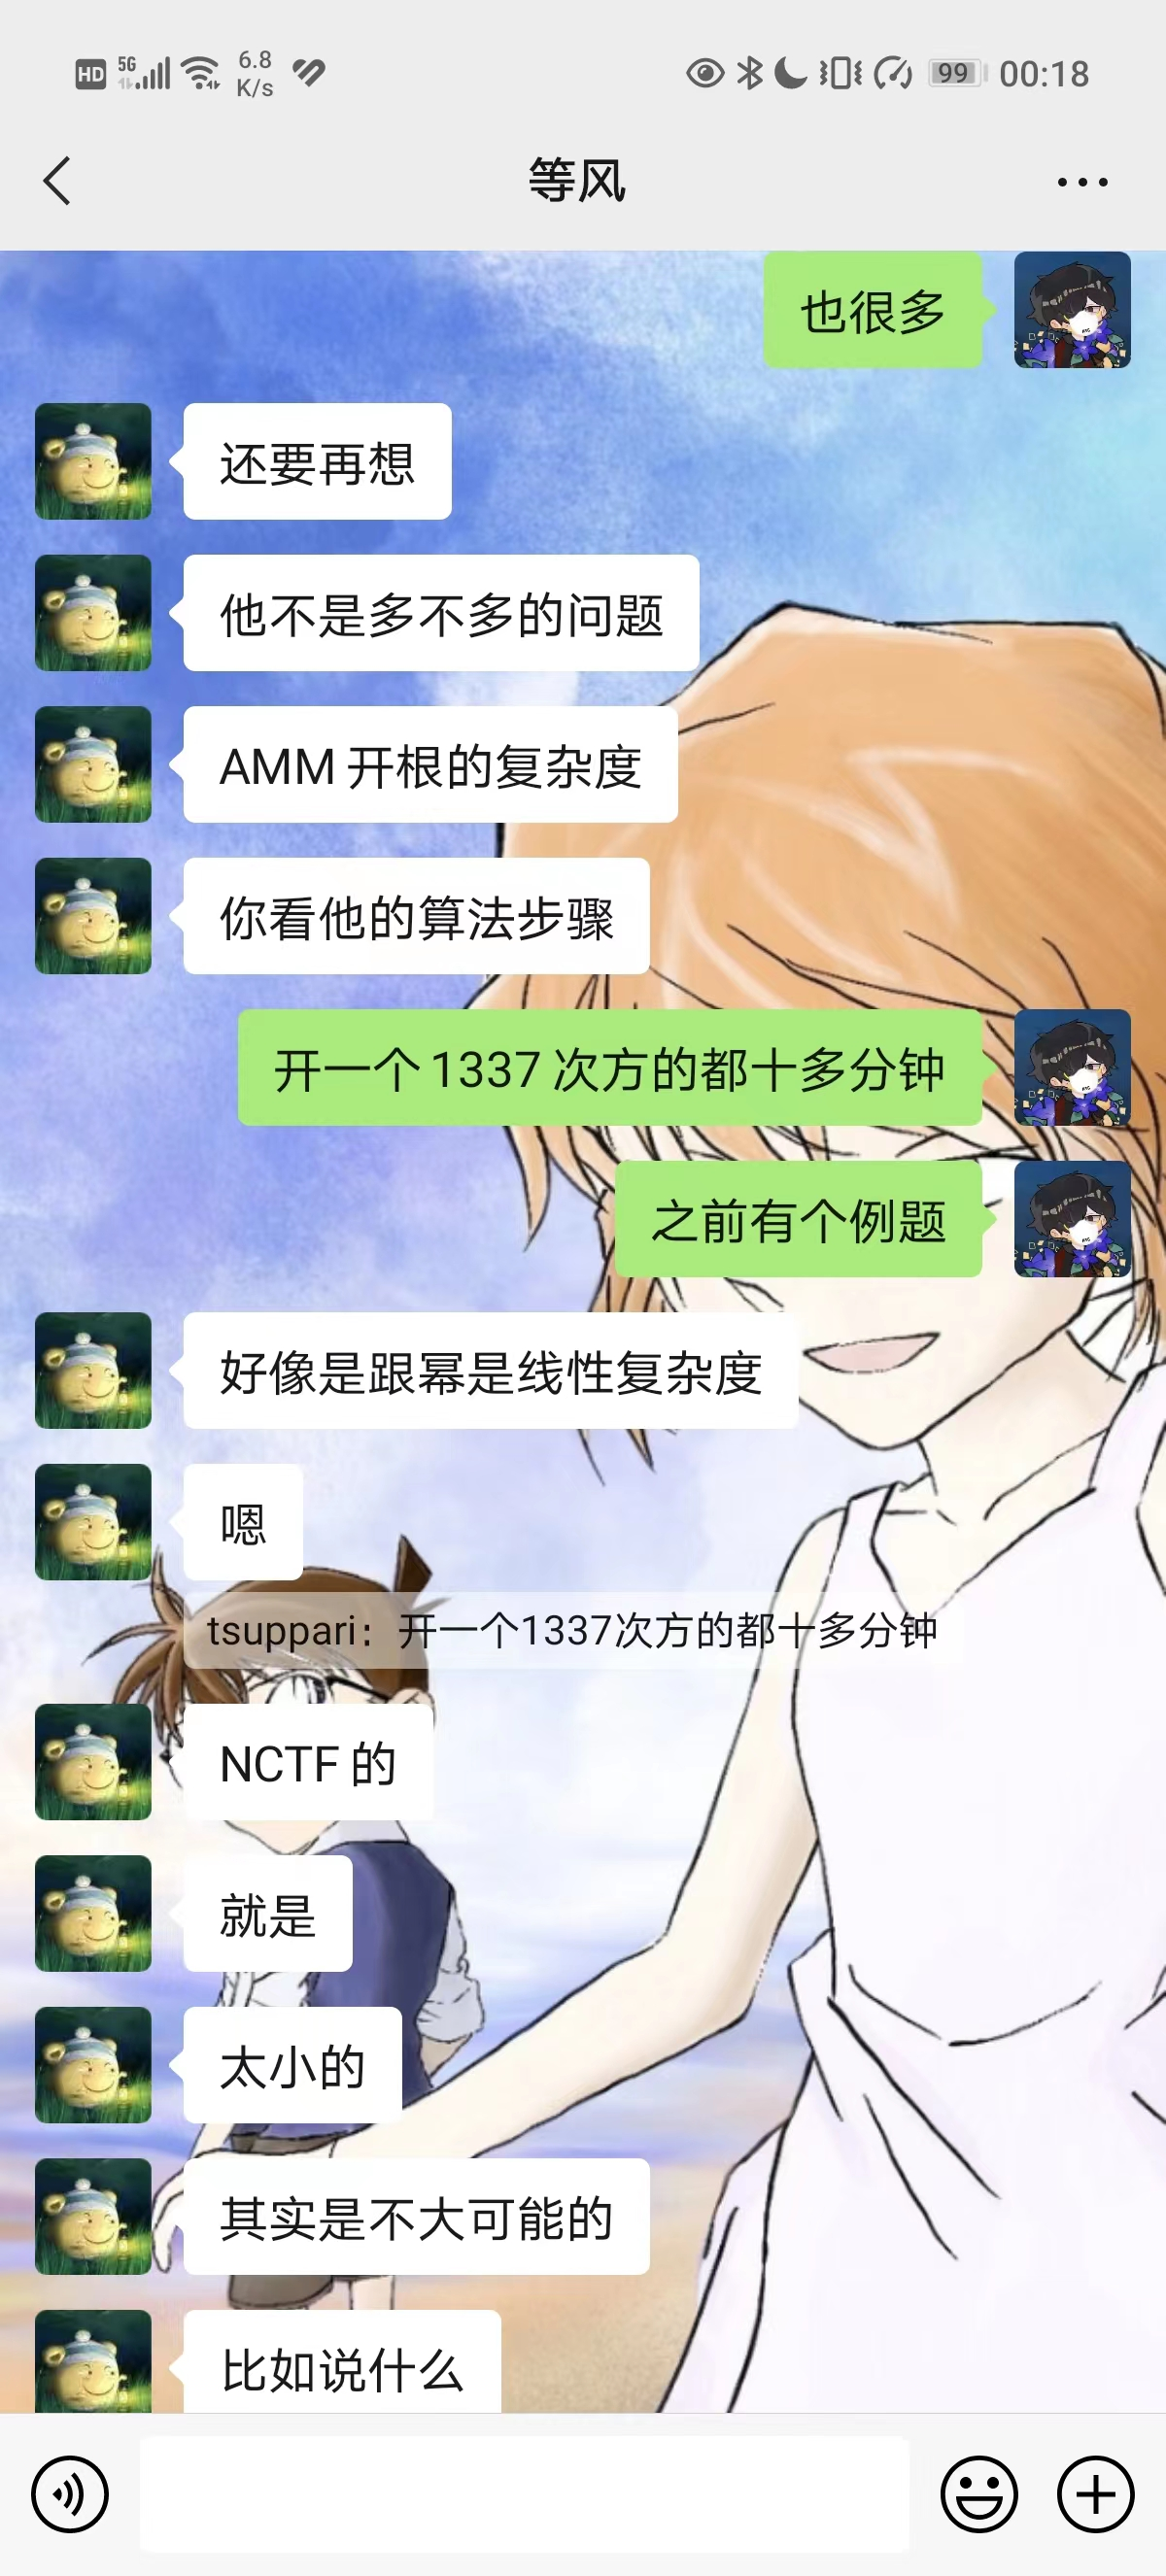 HD 5G 6.8 K/s 99 00:18
等风
也很多
还要再想
他不是多不多的问题
AMM 开根的复杂度
你看他的算法步骤
开一个 1337 次方的都十多分钟
之前有个例题
好像是跟幂是线性复杂度
嗯
tsuppari：开一个1337次方的都十多分钟
NCTF 的
就是
太小的
其实是不大可能的
比如说什么